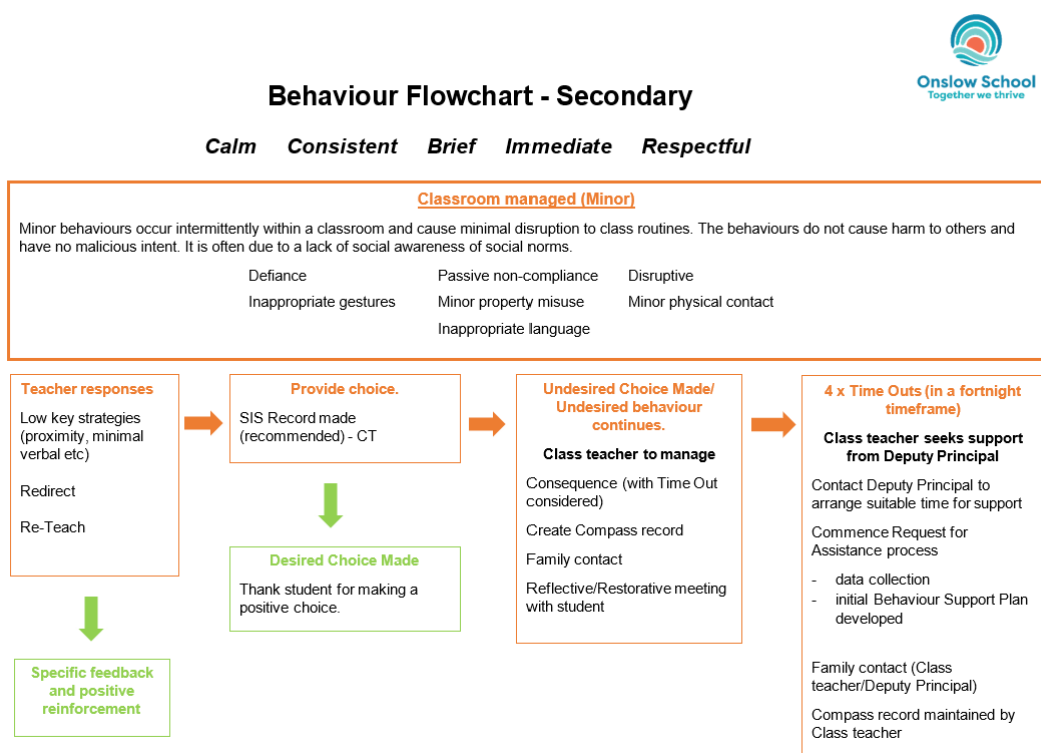 Onslow School
Together we thrive
Behaviour Flowchart - Secondary
Calm Consistent Brief Immediate Respectful
Classroom managed (Minor)
Minor behaviours occur intermittently within a classroom and cause minimal disruption to class routines. The behaviours do not cause harm to others and
have no malicious intent. It is often due to a lack of social awareness of social norms.
Defiance Passive non-compliance Disruptive
Inappropriate gestures Minor property misuse Minor physical contact
Inappropriate language
Teacher responses
Low key strategies
(proximity, minimal
verbal etc)
Redirect
Re-Teach
Specific feedback
and positive
reinforcement
Provide choice.
SIS Record made
(recommended) - CT
Desired Choice Made
Thank student for making a
positive choice.
Undesired Choice Made/
Undesired behaviour
continues.
Class teacher to manage
Consequence (with Time Out
considered)
Create Compass record
Family contact
Reflective/Restorative meeting
with student
4 x Time Outs (in a fortnight
timeframe)
Class teacher seeks support
from Deputy Principal
Contact Deputy Principal to
arrange suitable time for support
Commence Request for
Assistance process
- data collection
- initial Behaviour Support Plan
developed
Family contact (Class
teacher/Deputy Principal)
Compass record maintained by
Class teacher